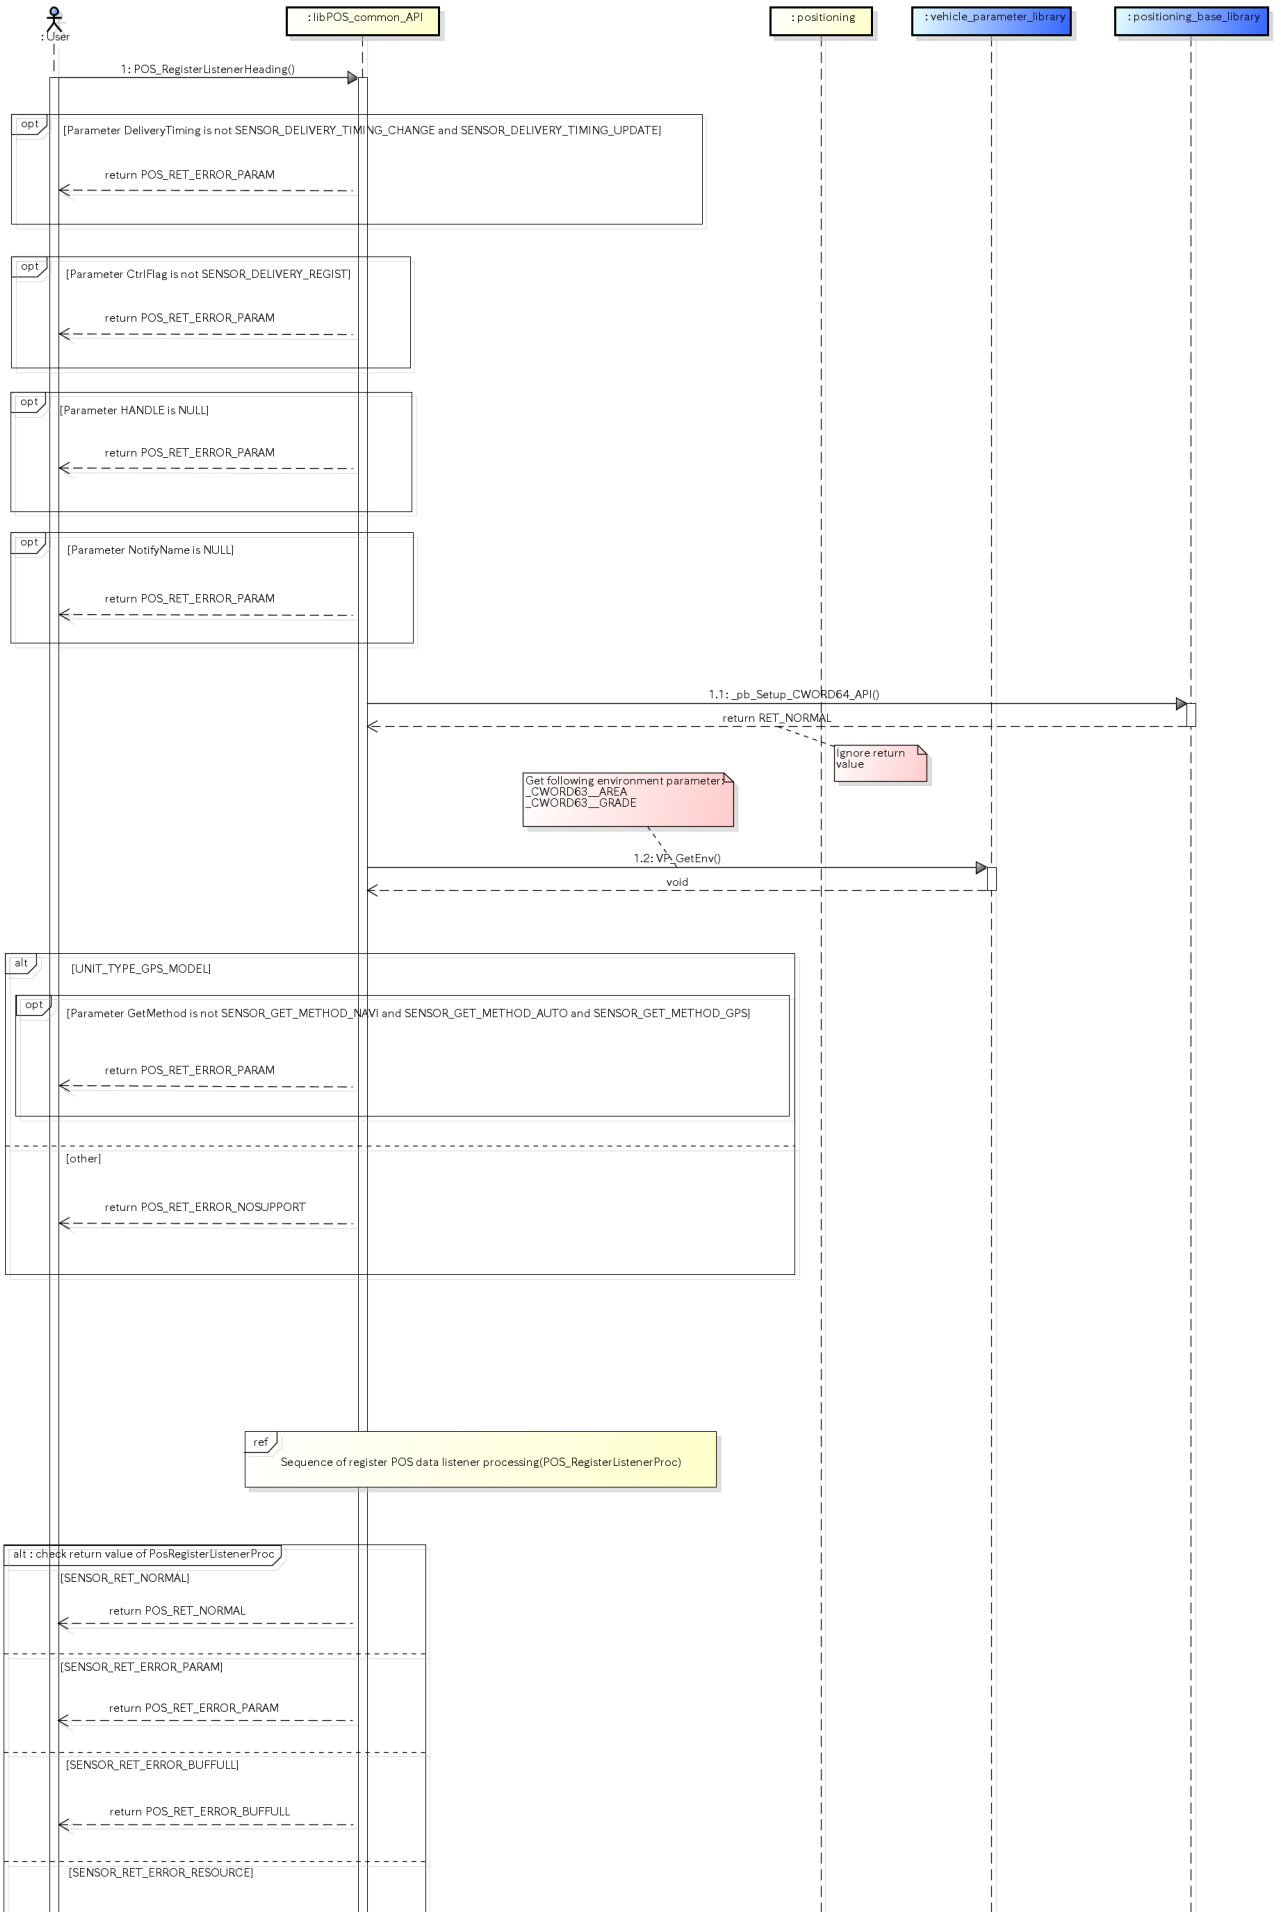 : User
: libPOS_common_API
: positioning
: vehicle_parameter_library
: positioning_base_library
1: POS_RegisterListenerHeading()
opt
[Parameter DeliveryTiming is not SENSOR_DELIVERY_TIMING_CHANGE and SENSOR_DELIVERY_TIMING_UPDATE]
return POS_RET_ERROR_PARAM
opt
[Parameter CtrlFlag is not SENSOR_DELIVERY_REGIST]
return POS_RET_ERROR_PARAM
opt
[Parameter HANDLE is NULL]
return POS_RET_ERROR_PARAM
opt
[Parameter NotifyName is NULL]
return POS_RET_ERROR_PARAM
1.1: _pb_Setup_CWORD64_API()
return RET_NORMAL
Ignore return
value
Get following environment parameter:
_CWORD63__AREA
_CWORD63__GRADE
1.2: VP_GetEnv()
void
alt
[UNIT_TYPE_GPS_MODEL]
opt
[Parameter GetMethod is not SENSOR_GET_METHOD_NAVI and SENSOR_GET_METHOD_AUTO and SENSOR_GET_METHOD_GPS]
return POS_RET_ERROR_PARAM
[other]
return POS_RET_ERROR_NOSUPPORT
ref
Sequence of register POS data listener processing(POS_RegisterListenerProc)
alt : check return value of PosRegisterListenerProc
[SENSOR_RET_NORMAL]
return POS_RET_NORMAL
[SENSOR_RET_ERROR_PARAM]
return POS_RET_ERROR_PARAM
[SENSOR_RET_ERROR_BUFFULL]
return POS_RET_ERROR_BUFFULL
[SENSOR_RET_ERROR_RESOURCE]